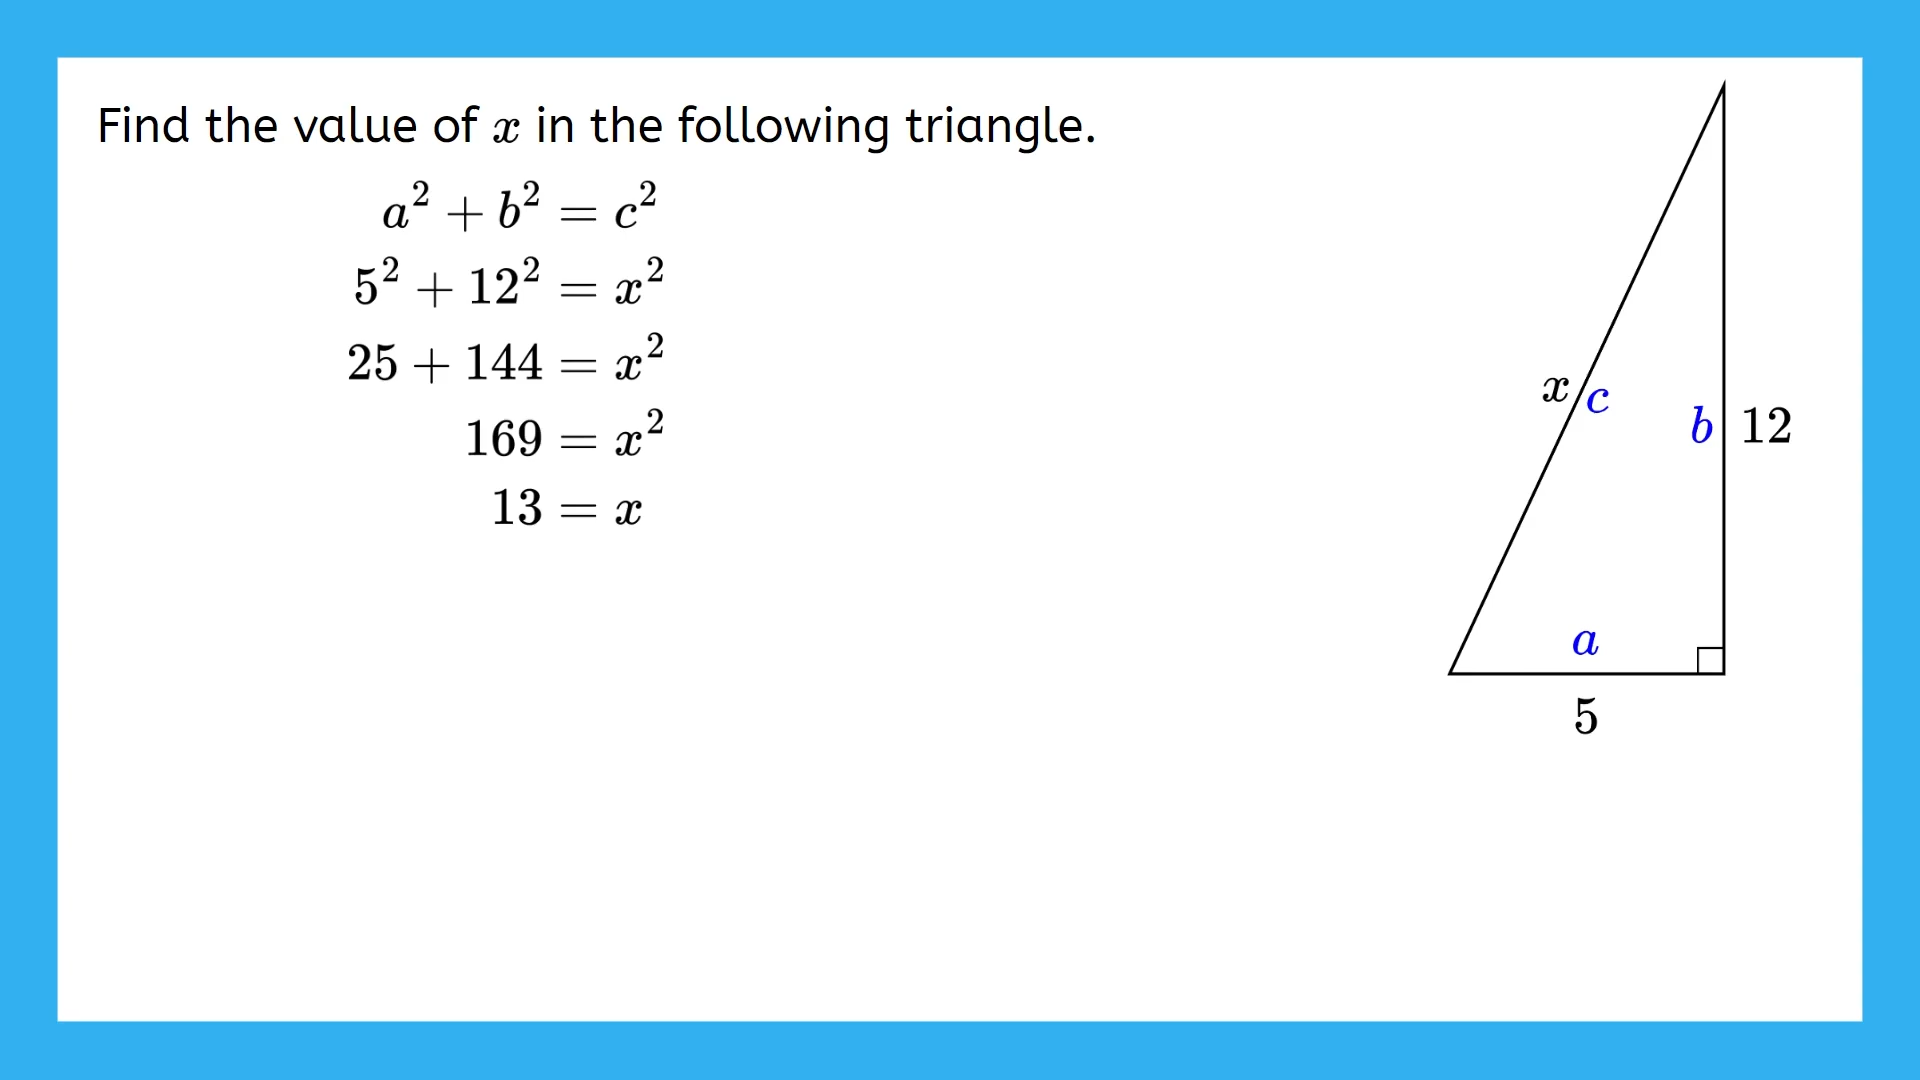 Find the value of x in the following triangle.
a² + b² = c²
5² + 12² = x²
25 + 144 = x²
169 = x²
13 = x
x c
b 12
a
5